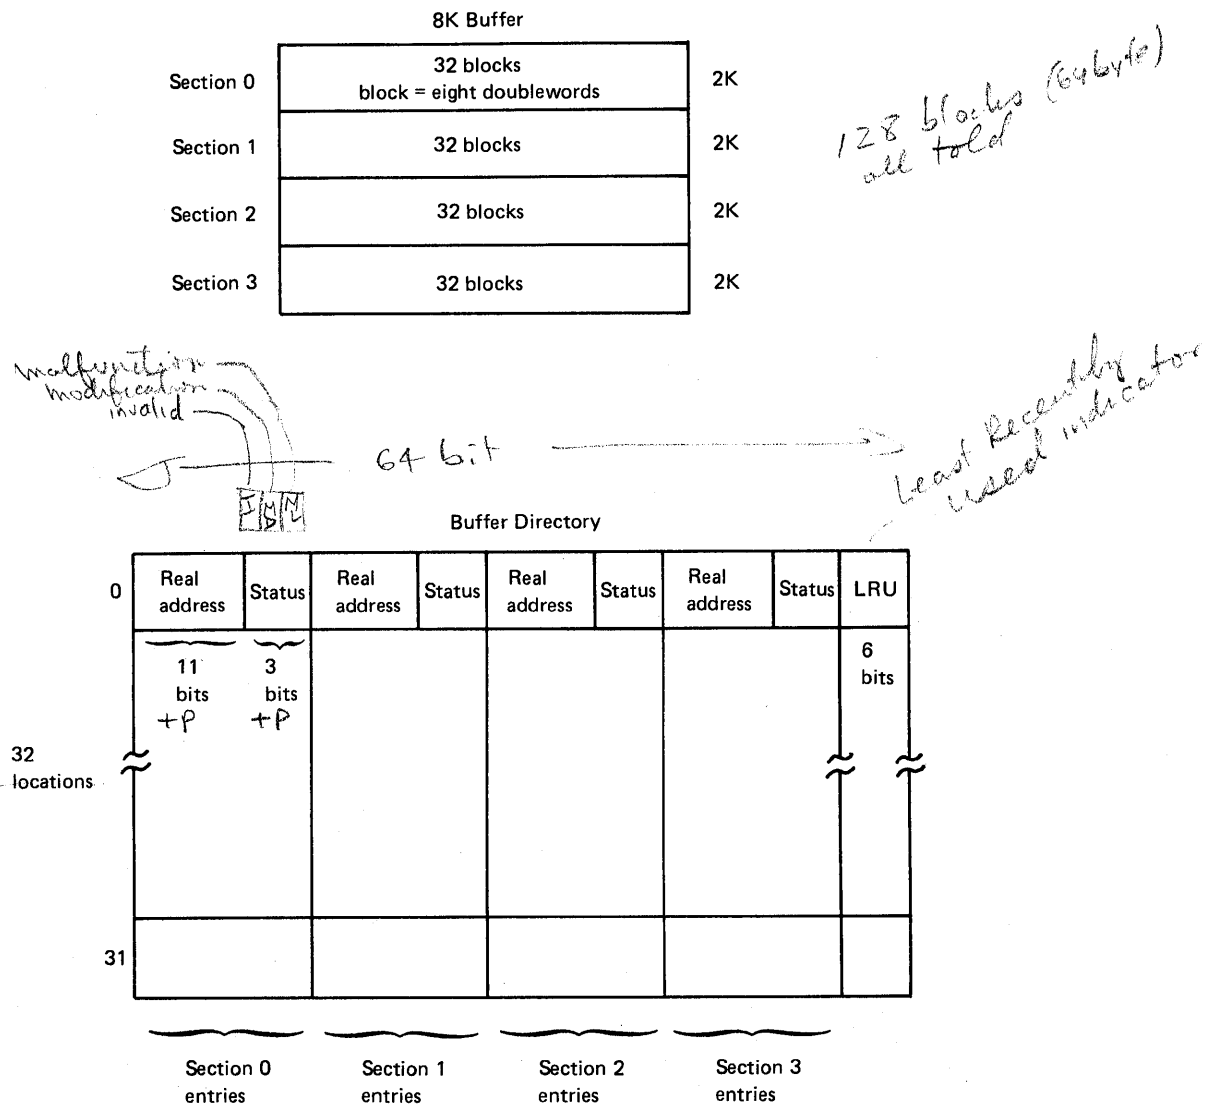 8K Buffer
Section 0
32 blocks
block = eight doublewords
2K
128 blocks (64byte)
all told
Section 1
32 blocks
2K
Section 2
32 blocks
2K
Section 3
32 blocks
2K
malfunction
modification
invalid
64 bit
Least Recently
used indicator
I MD ML
Buffer Directory
0
Real
address
Status
Real
address
Status
Real
address
Status
Real
address
Status
LRU
11
bits
+P
3
bits
+P
6
bits
32
locations
31
Section 0
entries
Section 1
entries
Section 2
entries
Section 3
entries